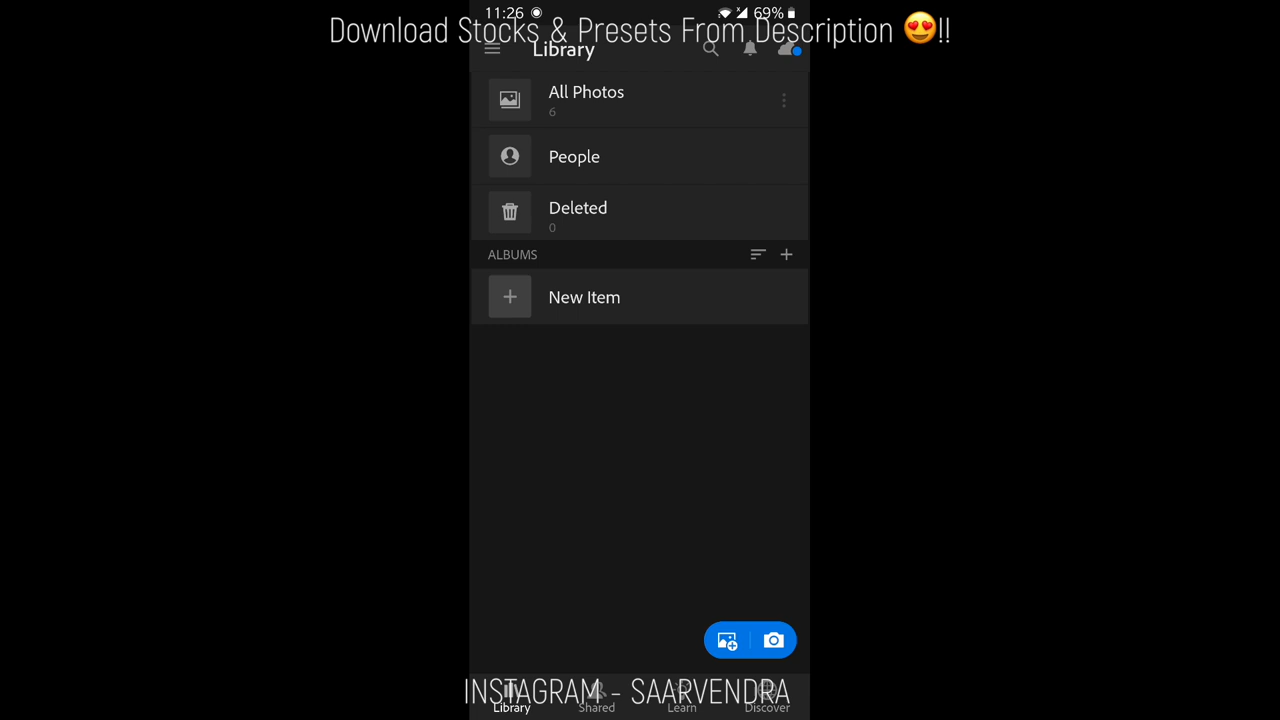 11:26 69%
Download Stocks & Presets From Description 😍!!
Library
All Photos
6
People
Deleted
0
ALBUMS
New Item
INSTAGRAM - SAARVENDRA
Library Shared Learn Discover